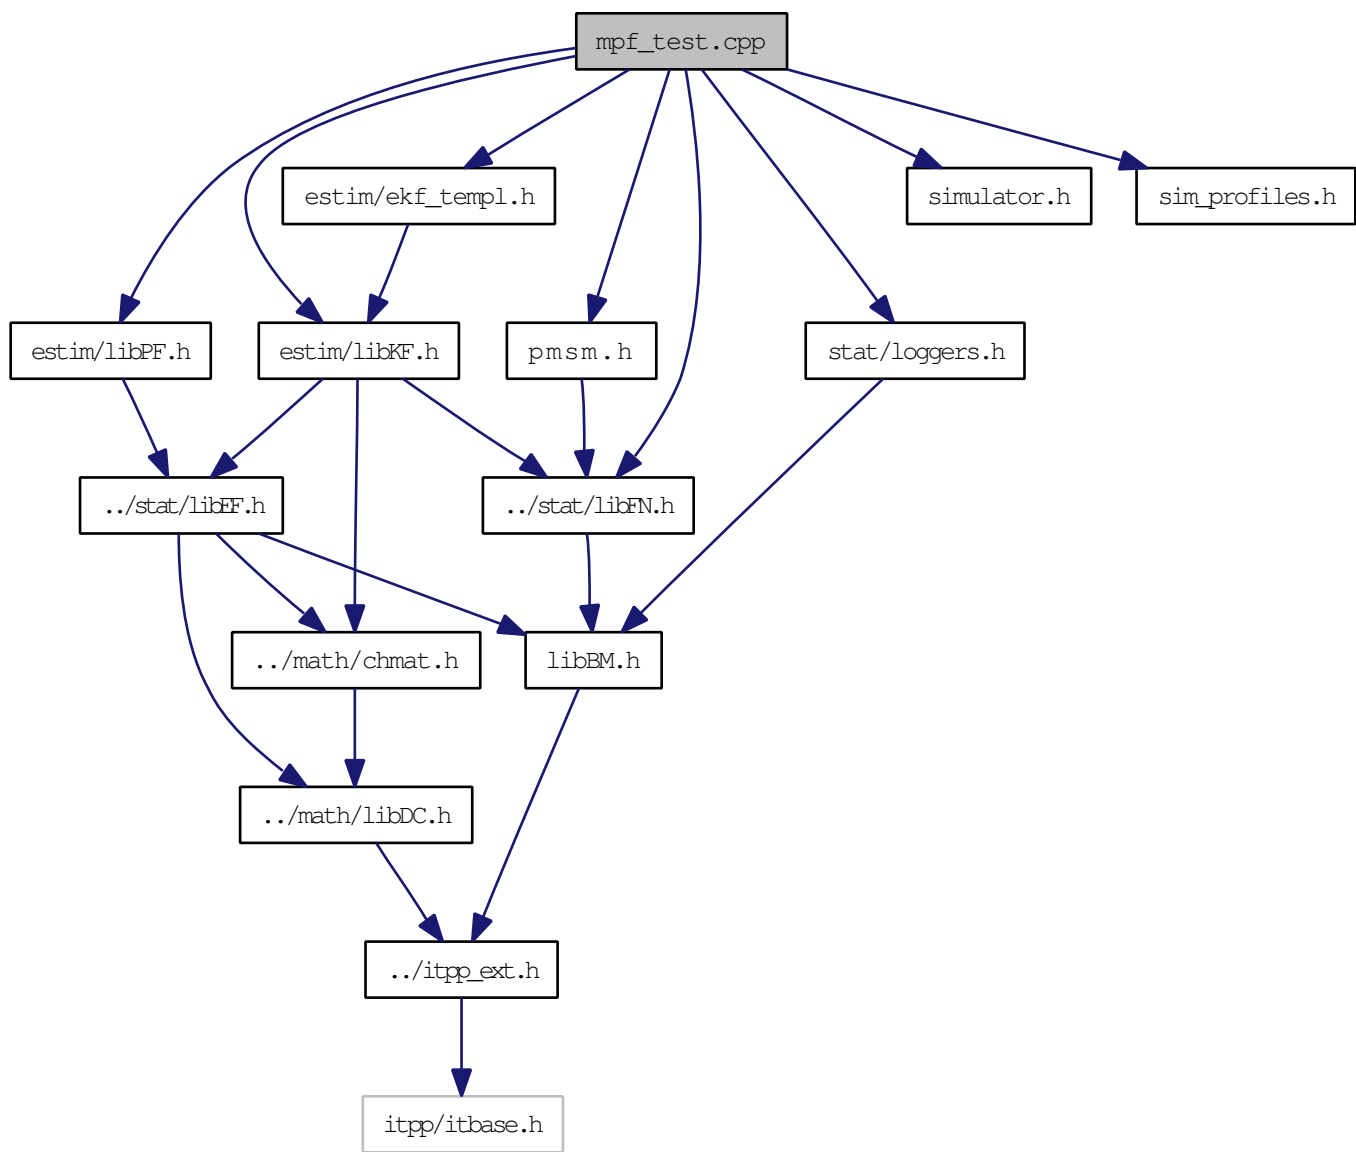 mpf_test.cpp
estim/ekf_templ.h
simulator.h
sim_profiles.h
estim/libPF.h
estim/libKF.h
pmsm.h
stat/loggers.h
../stat/libEF.h
../stat/libFN.h
../math/chmat.h
libBM.h
../math/libDC.h
../itpp_ext.h
itpp/itbase.h